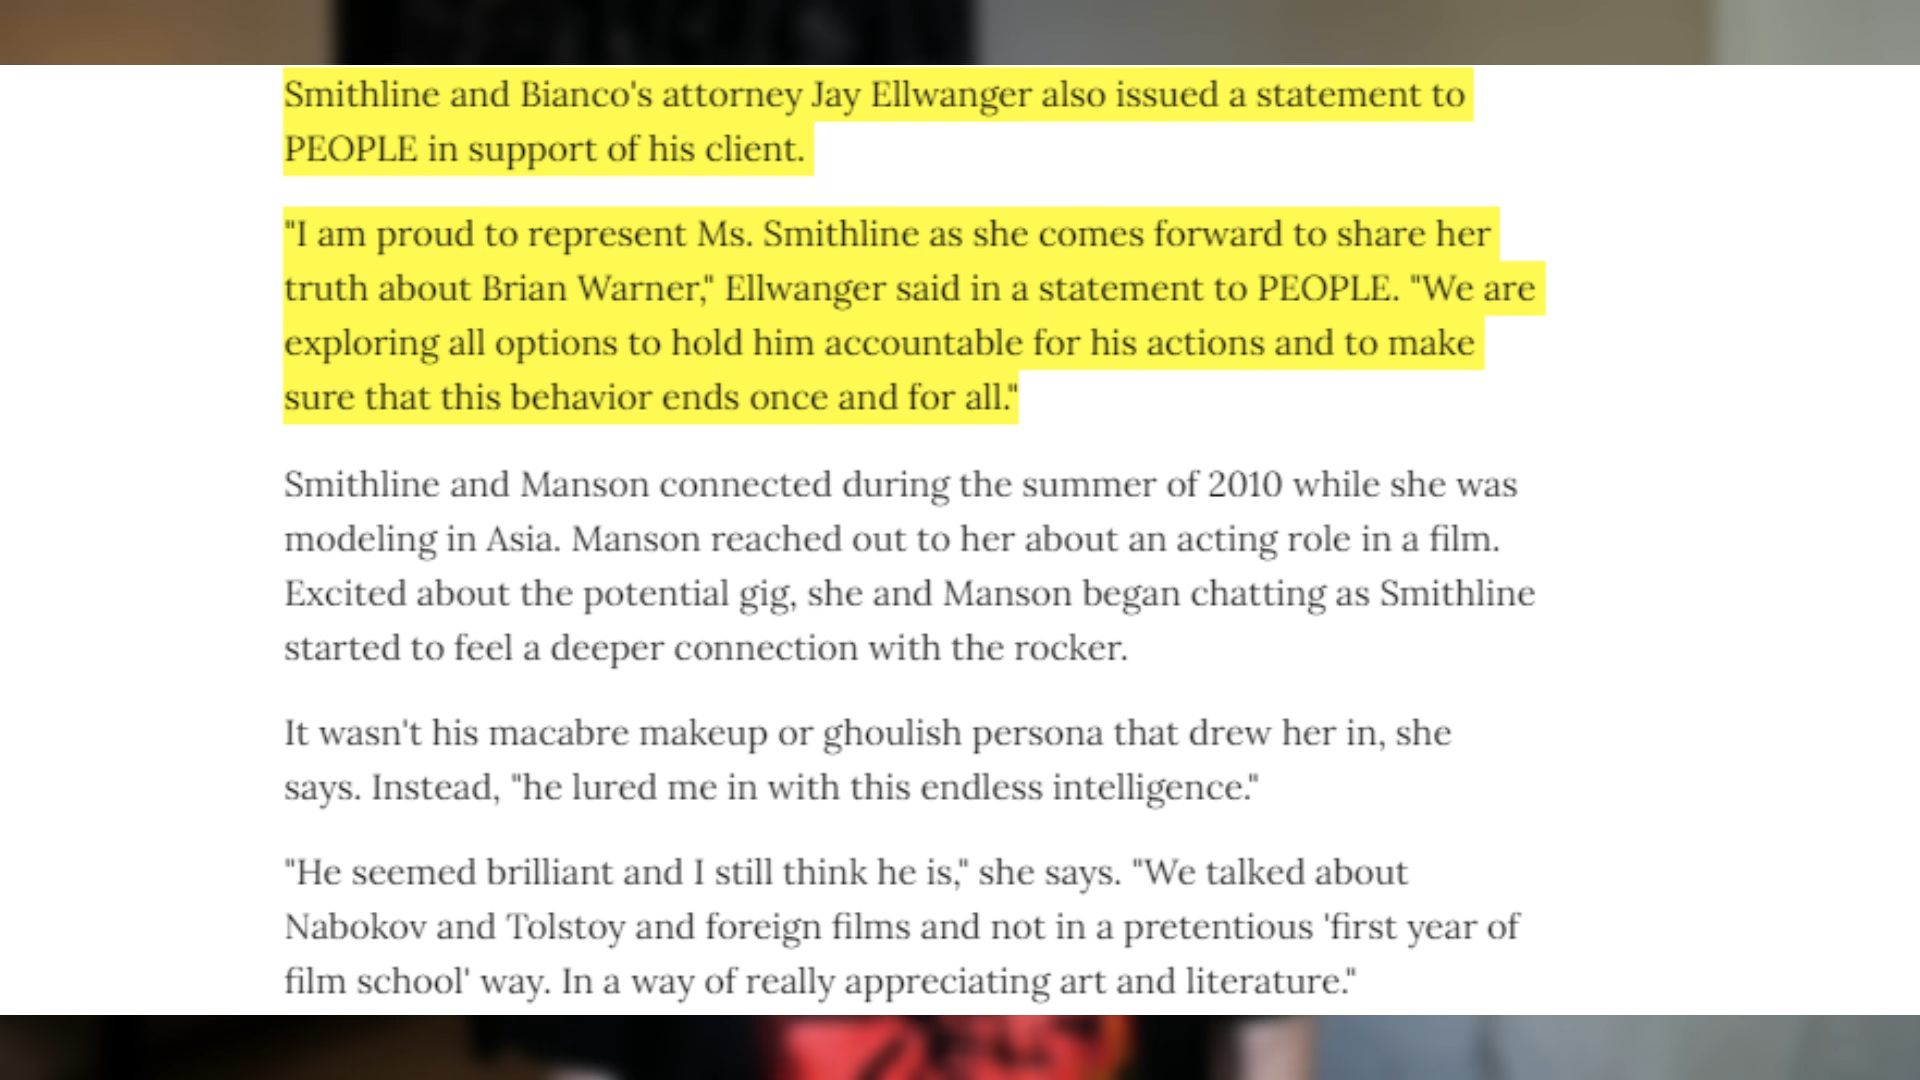 Smithline and Bianco's attorney Jay Ellwanger also issued a statement to
PEOPLE in support of his client.
"I am proud to represent Ms. Smithline as she comes forward to share her
truth about Brian Warner," Ellwanger said in a statement to PEOPLE. "We are
exploring all options to hold him accountable for his actions and to make
sure that this behavior ends once and for all."
Smithline and Manson connected during the summer of 2010 while she was
modeling in Asia. Manson reached out to her about an acting role in a film.
Excited about the potential gig, she and Manson began chatting as Smithline
started to feel a deeper connection with the rocker.
It wasn't his macabre makeup or ghoulish persona that drew her in, she
says. Instead, "he lured me in with this endless intelligence."
"He seemed brilliant and I still think he is," she says. "We talked about
Nabokov and Tolstoy and foreign films and not in a pretentious 'first year of
film school' way. In a way of really appreciating art and literature."